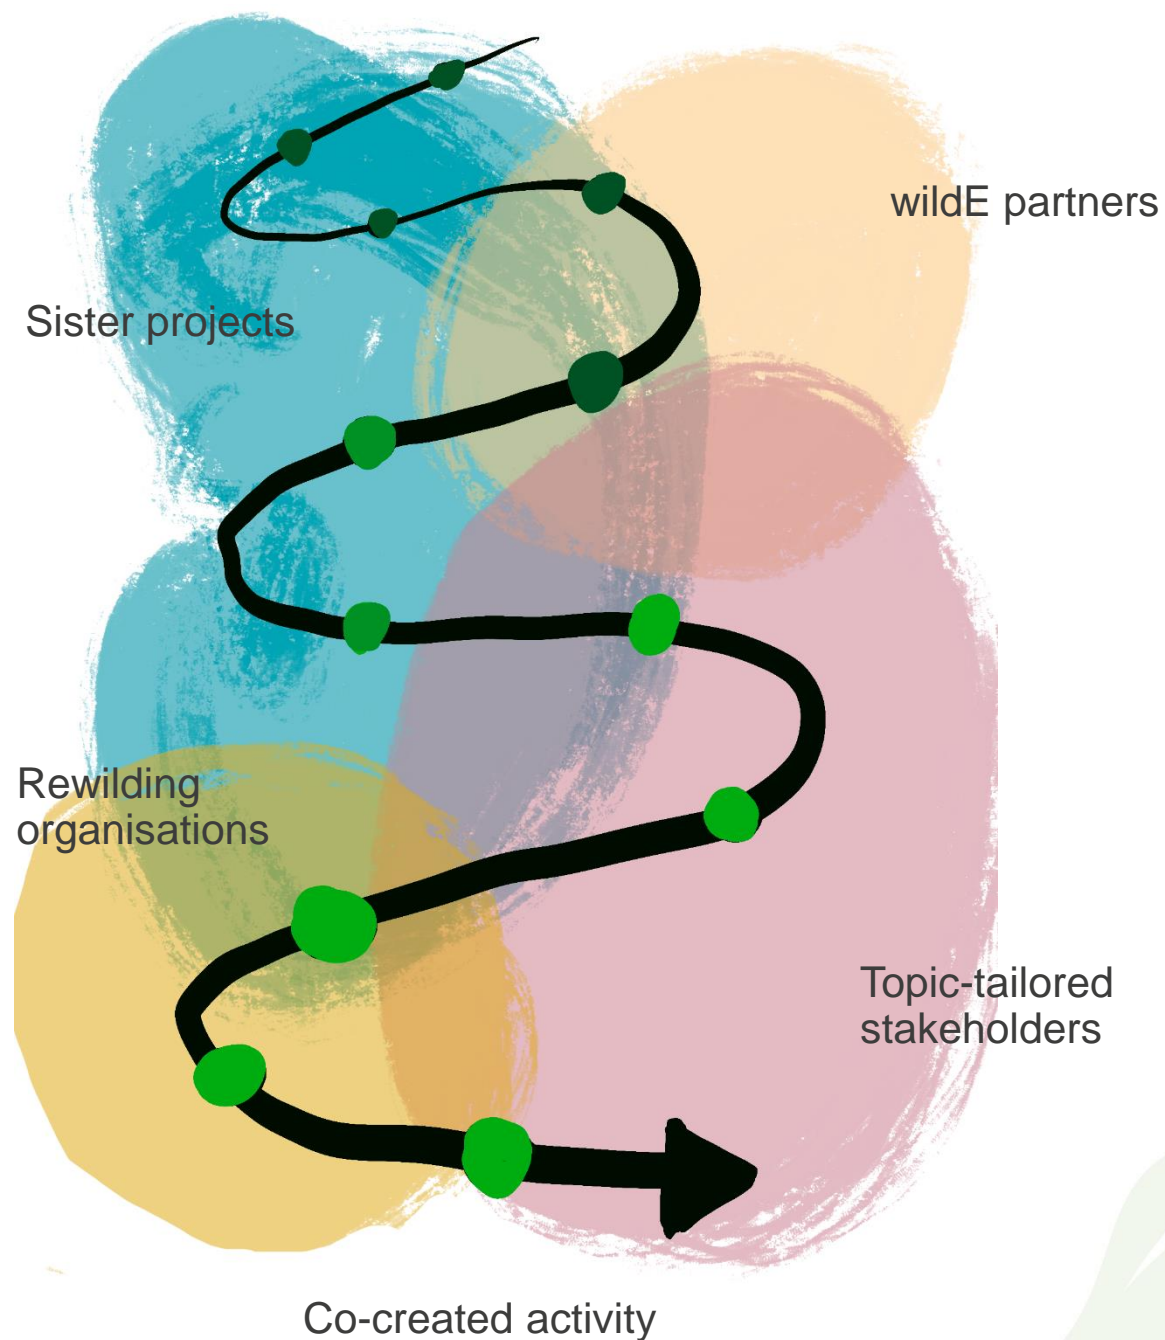 wildE partners
Sister projects
Rewilding
organisations
Topic-tailored
stakeholders
Co-created activity